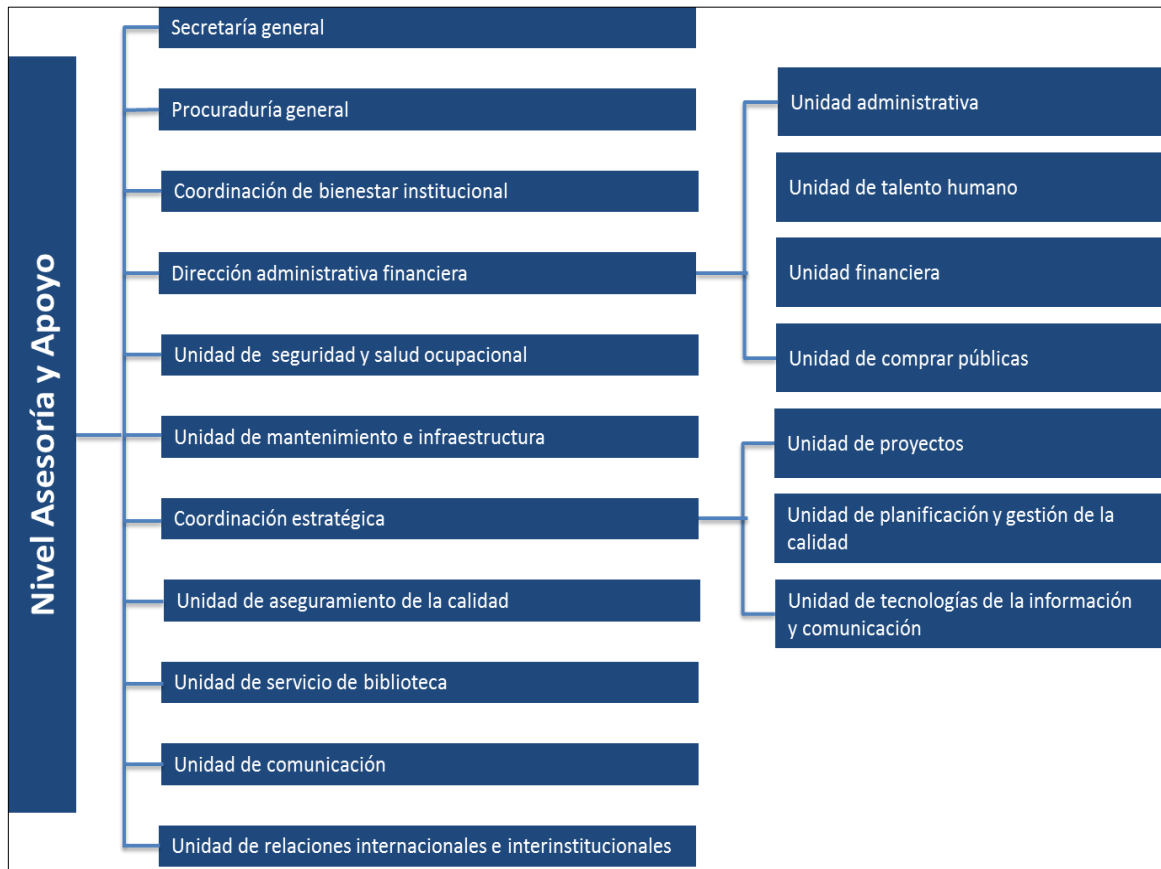 Nivel Asesoría y Apoyo
Secretaría general
Procuraduría general
Coordinación de bienestar institucional
Dirección administrativa financiera
Unidad de  seguridad y salud ocupacional
Unidad de mantenimiento e infraestructura
Coordinación estratégica
Unidad de aseguramiento de la calidad
Unidad de servicio de biblioteca
Unidad de comunicación
Unidad de relaciones internacionales e interinstitucionales
Unidad administrativa
Unidad de talento humano
Unidad financiera
Unidad de comprar públicas
Unidad de proyectos
Unidad de planificación y gestión de la
calidad
Unidad de tecnologías de la información
y comunicación